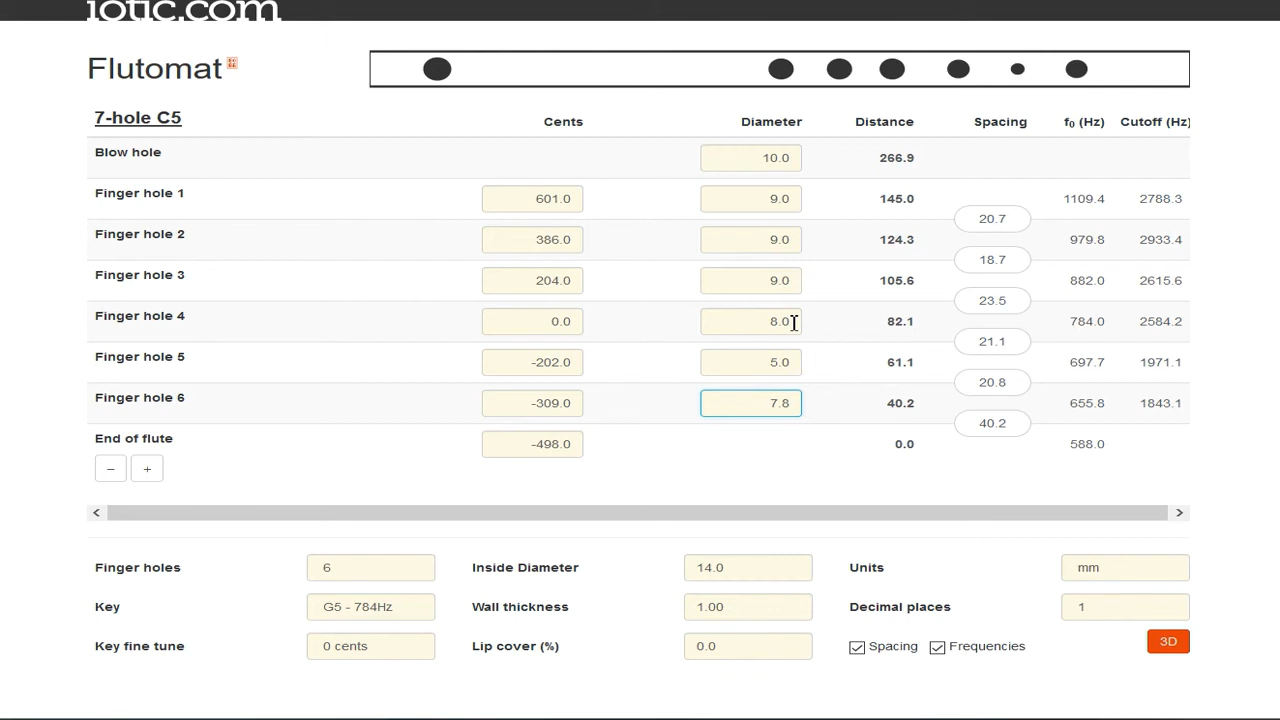 iotic.com
Flutomat
7-hole C5 Cents Diameter Distance Spacing f₀ (Hz) Cutoff (Hz)
Blow hole 10.0 266.9
Finger hole 1 601.0 9.0 145.0 1109.4 2788.3
20.7
Finger hole 2 386.0 9.0 124.3 979.8 2933.4
18.7
Finger hole 3 204.0 9.0 105.6 882.0 2615.6
23.5
Finger hole 4 0.0 8.0 82.1 784.0 2584.2
21.1
Finger hole 5 -202.0 5.0 61.1 697.7 1971.1
20.8
Finger hole 6 -309.0 7.8 40.2 655.8 1843.1
40.2
End of flute -498.0 0.0 588.0
− +
< >
Finger holes 6 Inside Diameter 14.0 Units mm
Key G5 - 784Hz Wall thickness 1.00 Decimal places 1
Key fine tune 0 cents Lip cover (%) 0.0 Spacing Frequencies 3D